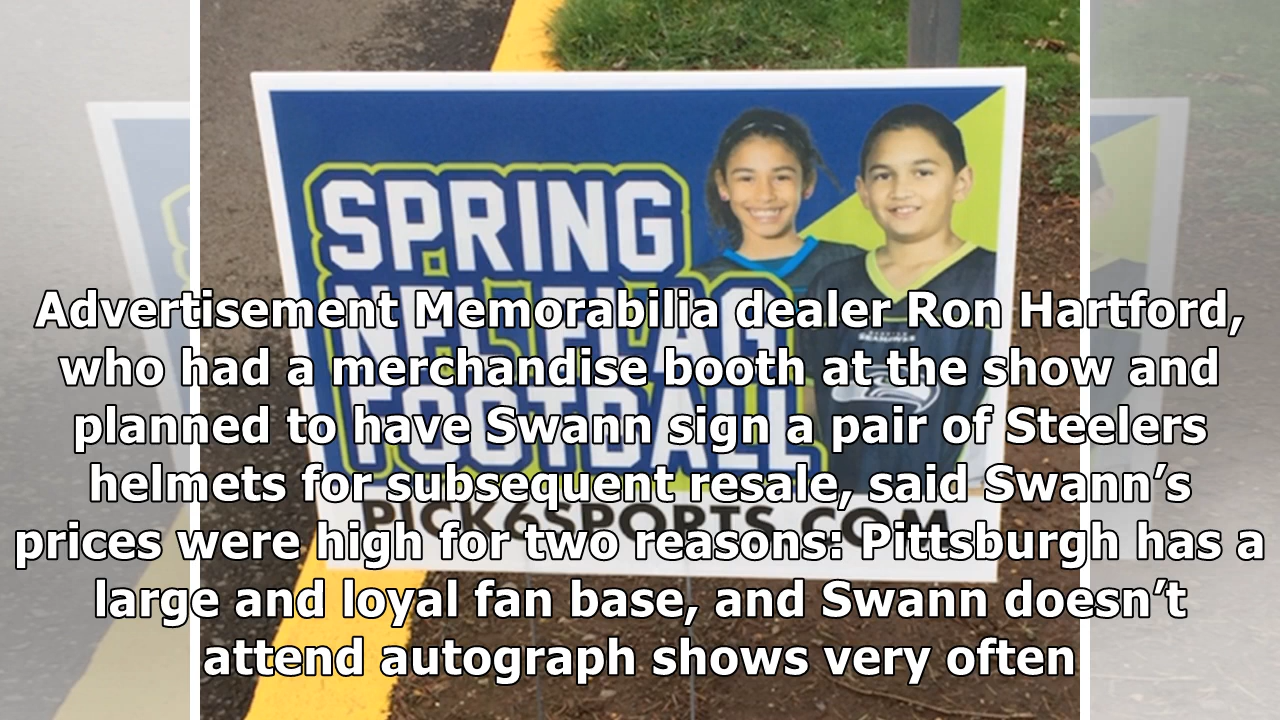 SPRING
NFL FLAG
FOOTBALL
PICK6SPORTS.COM
Advertisement Memorabilia dealer Ron Hartford,
who had a merchandise booth at the show and
planned to have Swann sign a pair of Steelers
helmets for subsequent resale, said Swann’s
prices were high for two reasons: Pittsburgh has a
large and loyal fan base, and Swann doesn’t
attend autograph shows very often